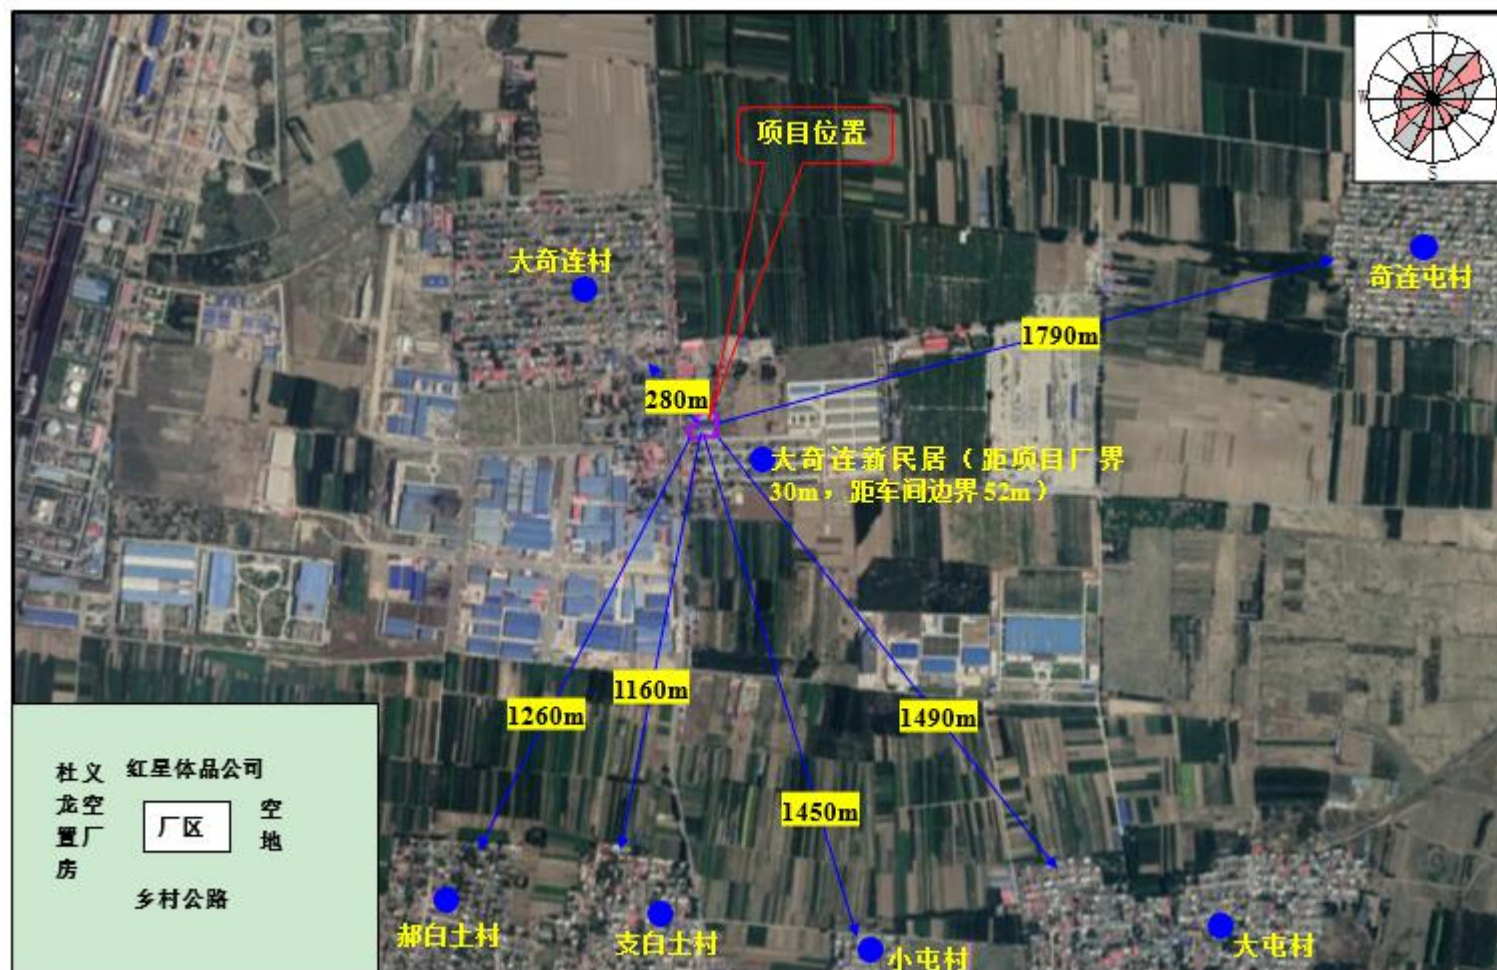 N
W
S
项目位置
大奇连村
奇连屯村
1790m
280m
大奇连新民居（距项目厂界
30m，距车间边界 52m）
1160m
1260m
1490m
1450m
杜义
龙空
置厂
房
红星体品公司
厂区
空
地
乡村公路
郝白土村
支白土村
小屯村
大屯村